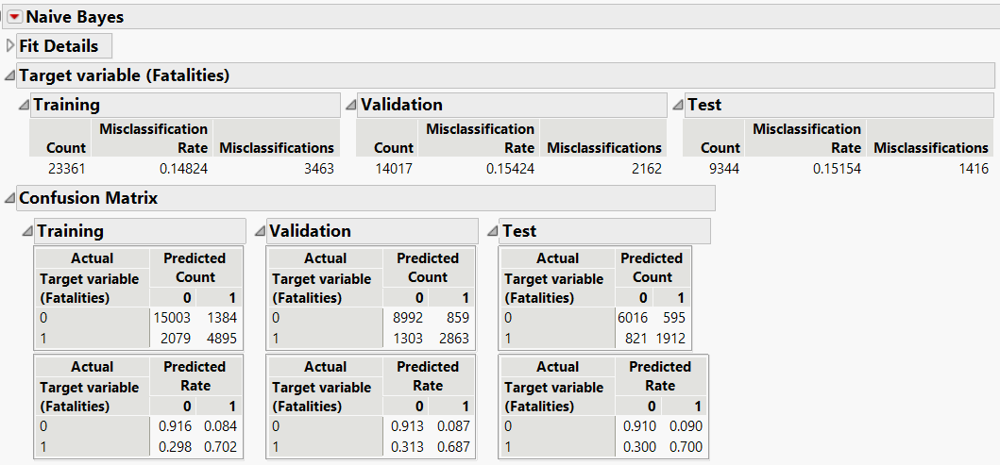 Naive Bayes
Fit Details
Target variable (Fatalities)
Training Validation Test
Misclassification Misclassification Misclassification
Count Rate Misclassifications Count Rate Misclassifications Count Rate Misclassifications
23361 0.14824 3463 14017 0.15424 2162 9344 0.15154 1416
Confusion Matrix
Training Validation Test
Actual Predicted Actual Predicted Actual Predicted
Target variable Count Target variable Count Target variable Count
(Fatalities) 0 1 (Fatalities) 0 1 (Fatalities) 0 1
0 15003 1384 0 8992 859 0 6016 595
1 2079 4895 1 1303 2863 1 821 1912
Actual Predicted Actual Predicted Actual Predicted
Target variable Rate Target variable Rate Target variable Rate
(Fatalities) 0 1 (Fatalities) 0 1 (Fatalities) 0 1
0 0.916 0.084 0 0.913 0.087 0 0.910 0.090
1 0.298 0.702 1 0.313 0.687 1 0.300 0.700